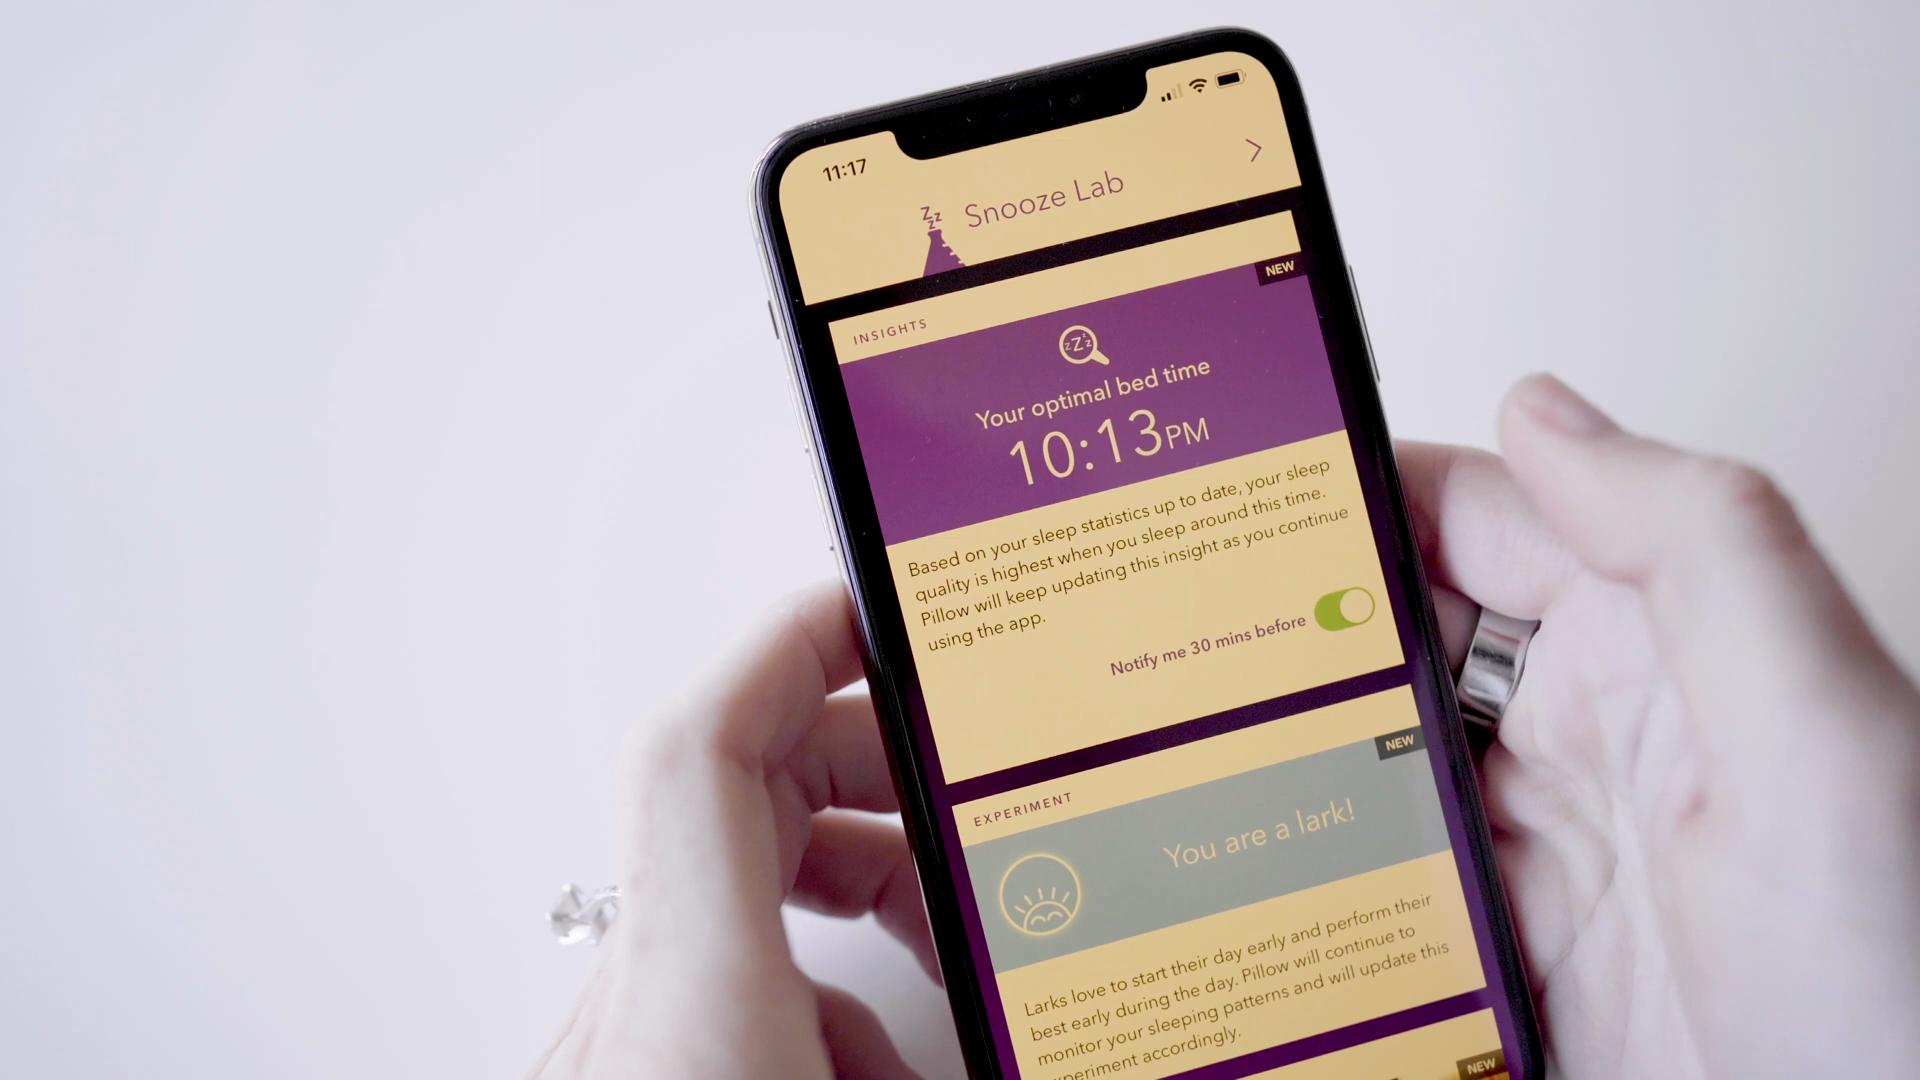 11:17
Zzz
Snooze Lab
NEW
INSIGHTS
zZz
Your optimal bed time
10:13PM
Based on your sleep statistics up to date, your sleep
quality is highest when you sleep around this time.
Pillow will keep updating this insight as you continue
using the app.
Notify me 30 mins before
NEW
EXPERIMENT
You are a lark!
Larks love to start their day early and perform their
best early during the day. Pillow will continue to
monitor your sleeping patterns and will update this
experiment accordingly.
NEW